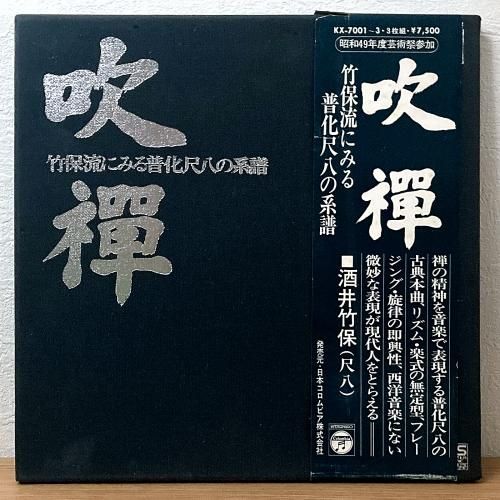 吹禅
竹保流にみる普化尺八の系譜
KX-7001~3・3枚組・¥7,500
昭和49年度芸術祭参加
吹禪
竹保流にみる
普化尺八の系譜
■酒井竹保(尺八)
禅の精神を音楽で表現する普化尺八の
古典本曲。リズム・楽式の無定型、フレー
ジング・旋律の即興性、西洋音楽にない
微妙な表現が現代人をとらえる──
発売元・日本コロムビア株式会社